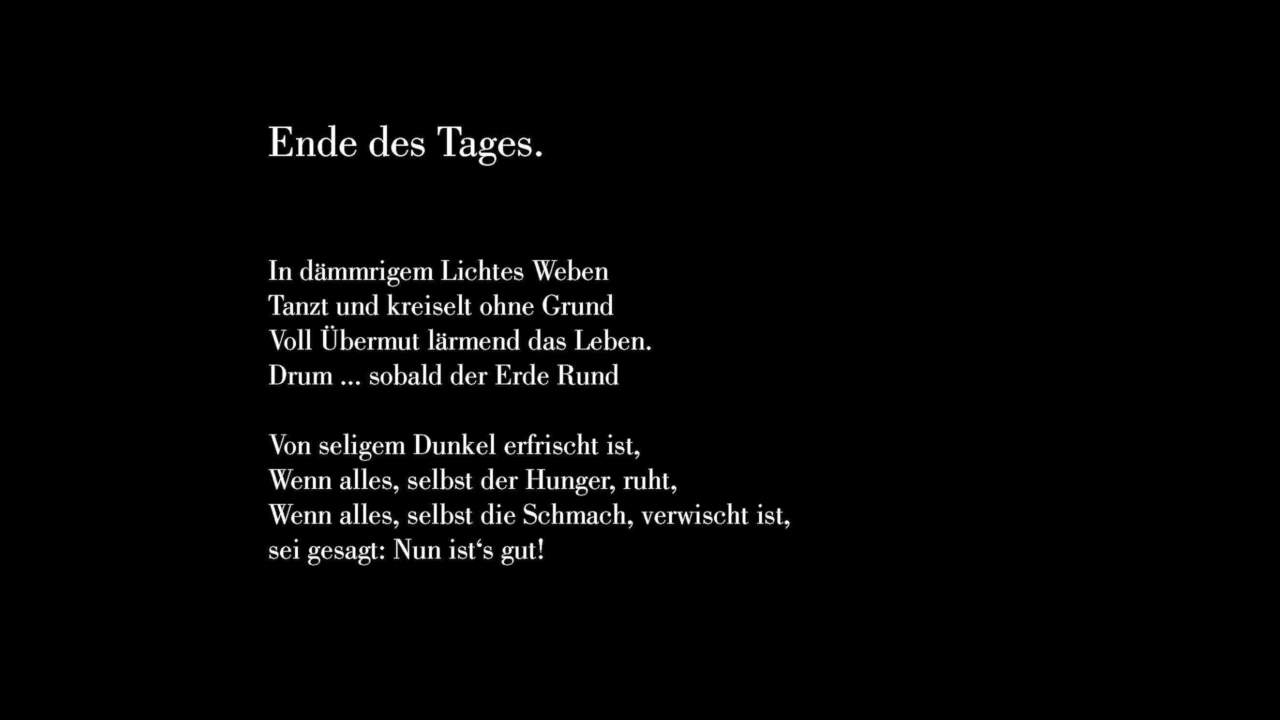 Ende des Tages.
In dämmrigem Lichtes Weben
Tanzt und kreiselt ohne Grund
Voll Übermut lärmend das Leben.
Drum ... sobald der Erde Rund
Von seligem Dunkel erfrischt ist,
Wenn alles, selbst der Hunger, ruht,
Wenn alles, selbst die Schmach, verwischt ist,
sei gesagt: Nun ist‘s gut!